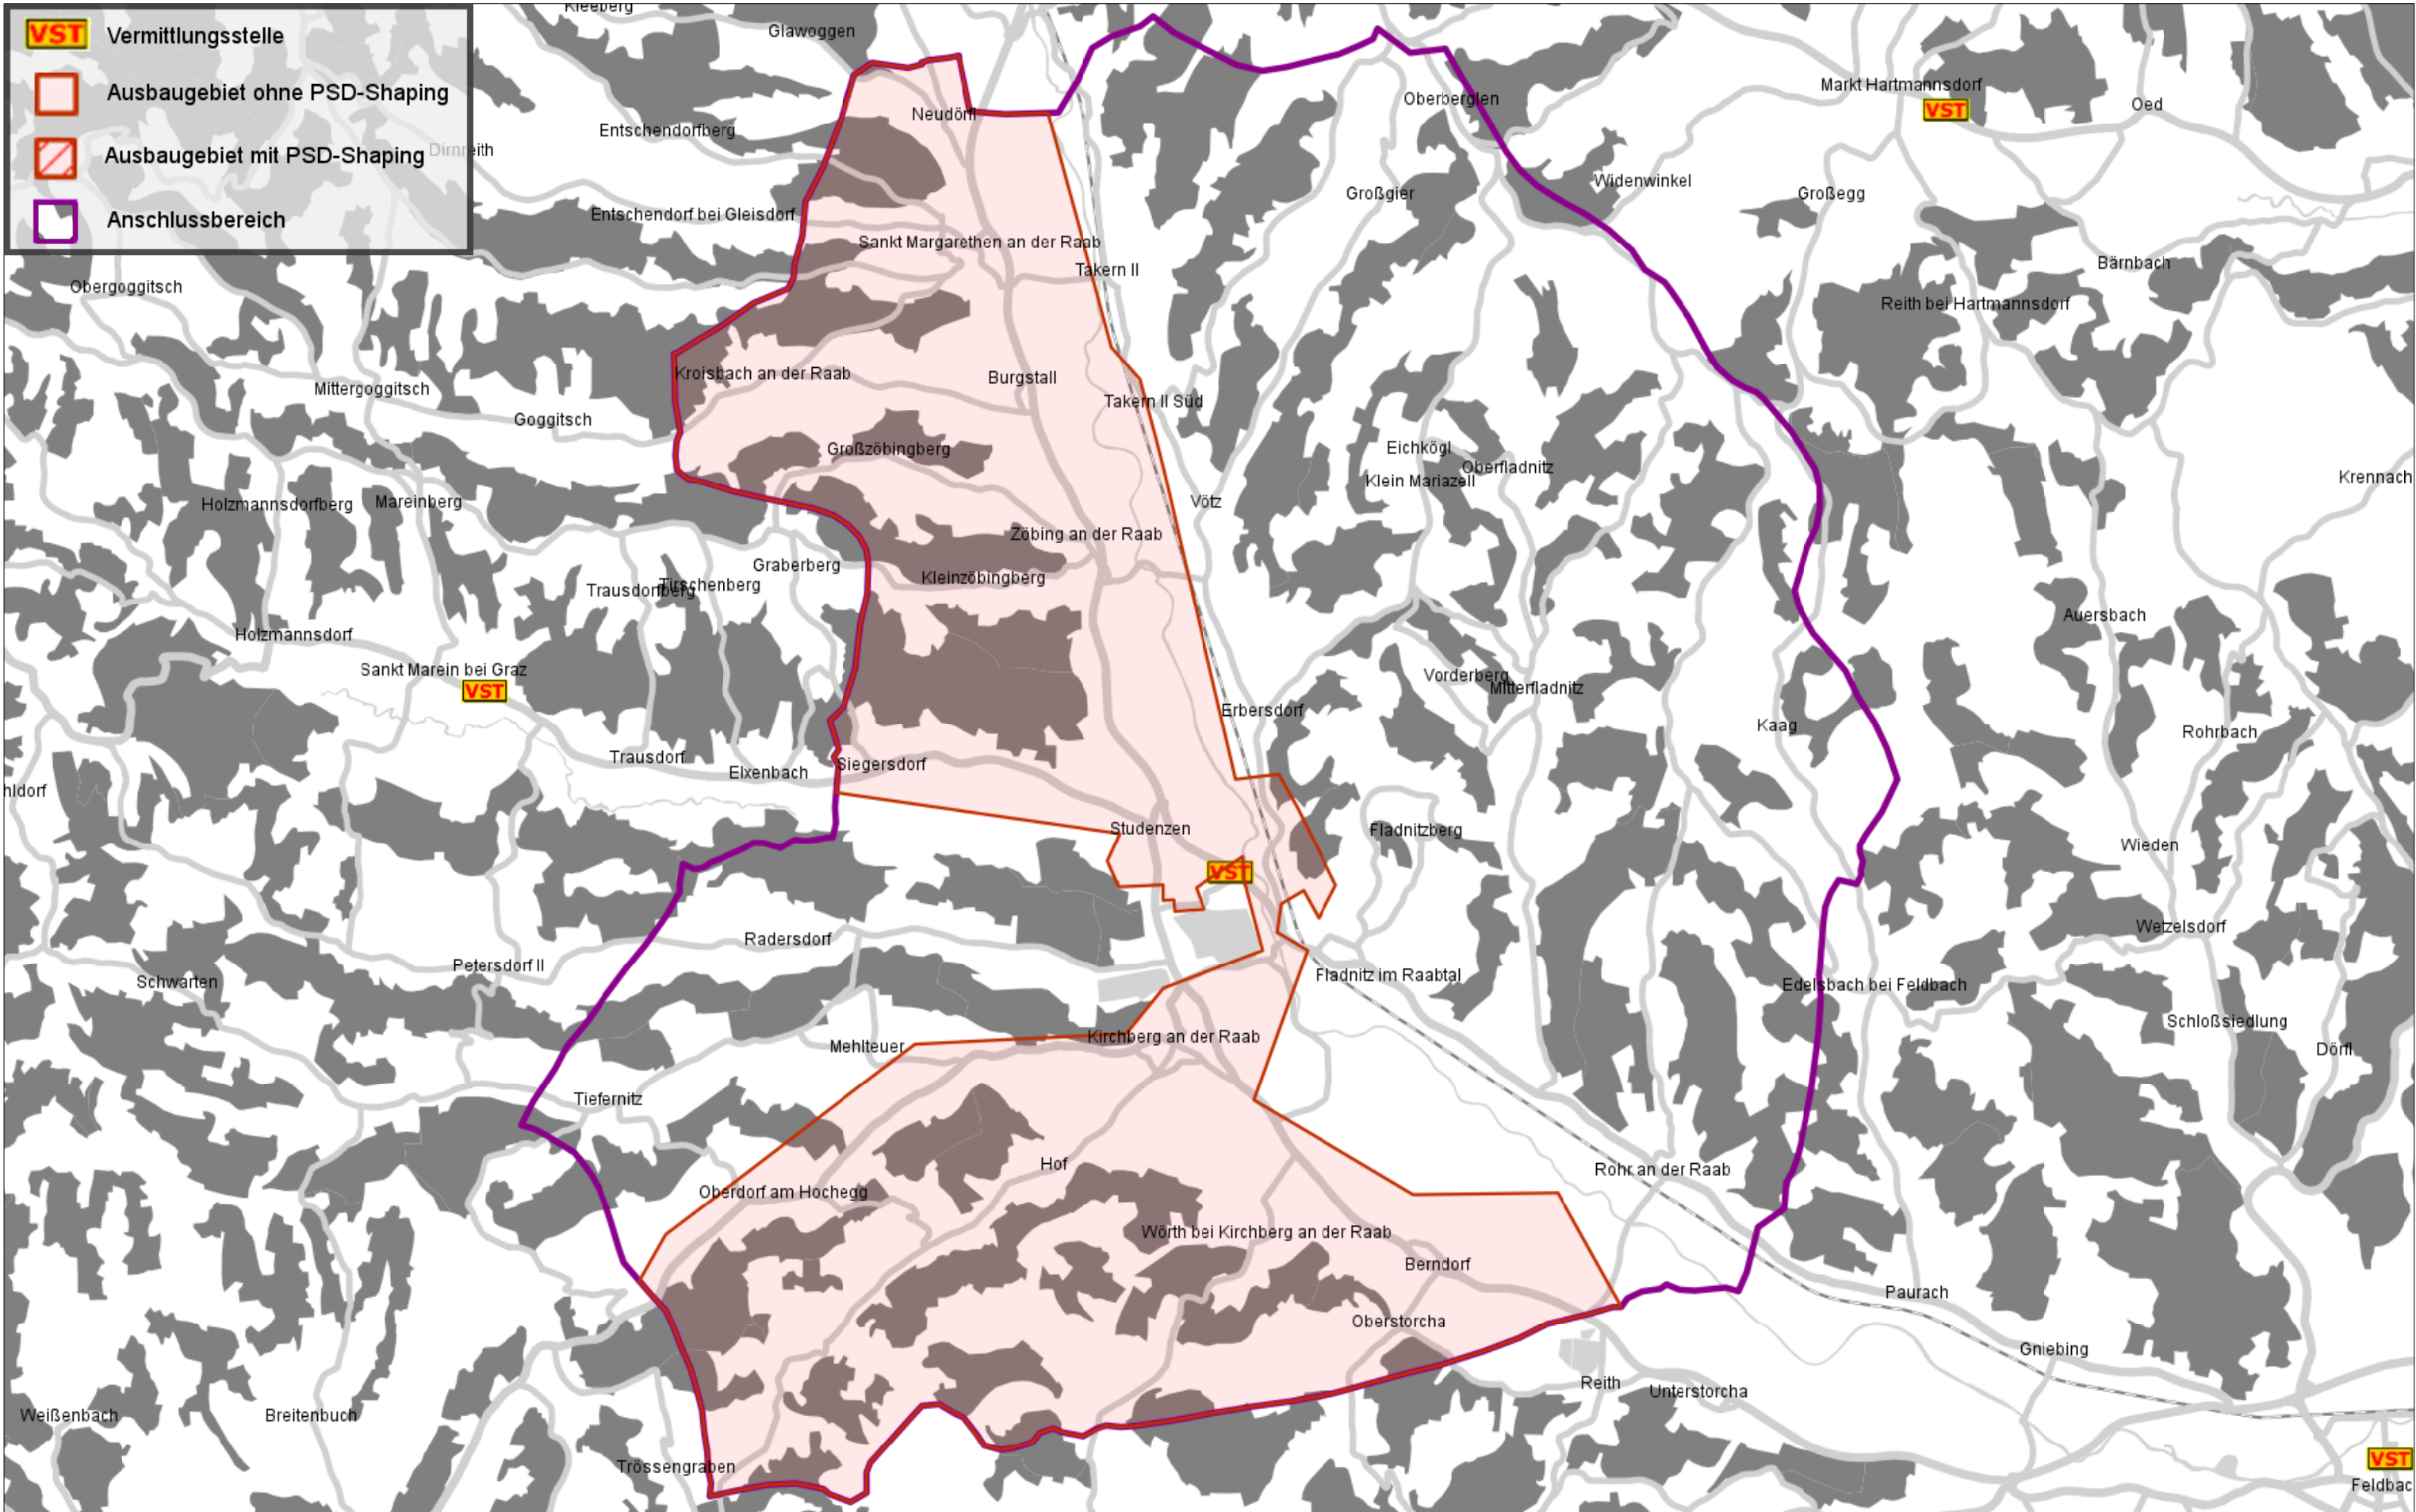 VST Vermittlungsstelle
Ausbaugebiet ohne PSD-Shaping
Ausbaugebiet mit PSD-Shaping
Anschlussbereich
Kleeberg
Glawoggen
Neudörfl
Entschendorfberg
Dirnreith
Entschendorf bei Gleisdorf
Sankt Margarethen an der Raab
Takern II
Oberberglen
Markt Hartmannsdorf
VST
Oed
Großgier
Widenwinkel
Großegg
Bärnbach
Reith bei Hartmannsdorf
Obergoggitsch
Mittergoggitsch
Goggitsch
Kroisbach an der Raab
Burgstall
Takern II Süd
Großzöbingberg
Eichkögl
Oberfladnitz
Klein Mariazell
Krennach
Holzmannsdorfberg
Mareinberg
Vötz
Zöbing an der Raab
Graberberg
Kleinzöbingberg
Trausdorfberg
Tirschenberg
Auersbach
Holzmannsdorf
Sankt Marein bei Graz
VST
Vorderberg
Mitterfladnitz
Erbersdorf
Kaag
Rohrbach
Trausdorf
Elxenbach
Siegersdorf
hldorf
Studenzen
Fladnitzberg
Wieden
VST
Radersdorf
Wetzelsdorf
Petersdorf II
Schwarten
Fladnitz im Raabtal
Edelsbach bei Feldbach
Schloßsiedlung
Mehlteuer
Kirchberg an der Raab
Dörfl
Tiefernitz
Hof
Rohr an der Raab
Oberdorf am Hochegg
Wörth bei Kirchberg an der Raab
Berndorf
Paurach
Oberstorcha
Gniebing
Reith
Unterstorcha
Weißenbach
Breitenbuch
Trössengraben
VST
Feldbac